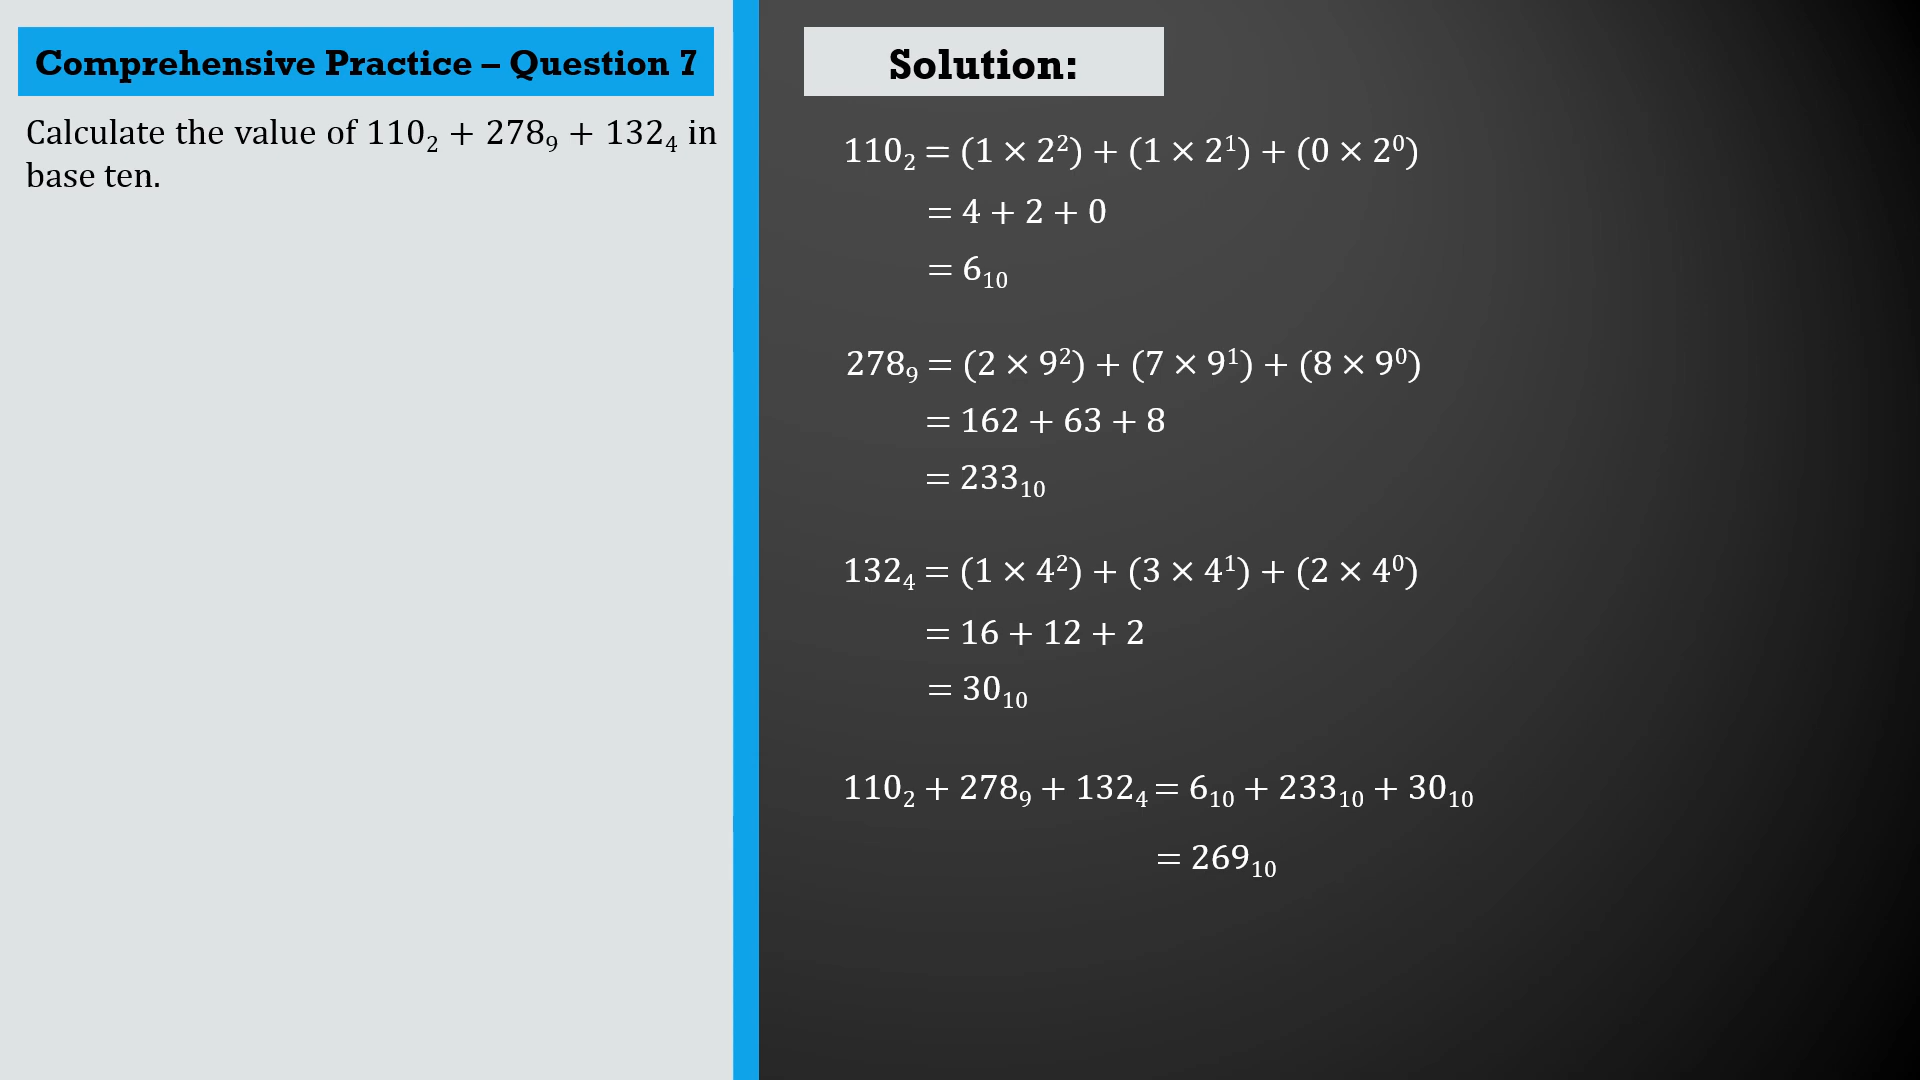 Comprehensive Practice – Question 7
Calculate the value of 110₂ + 278₉ + 132₄ in
base ten.
Solution:
110₂ = (1 × 2²) + (1 × 2¹) + (0 × 2⁰)
= 4 + 2 + 0
= 6₁₀
278₉ = (2 × 9²) + (7 × 9¹) + (8 × 9⁰)
= 162 + 63 + 8
= 233₁₀
132₄ = (1 × 4²) + (3 × 4¹) + (2 × 4⁰)
= 16 + 12 + 2
= 30₁₀
110₂ + 278₉ + 132₄ = 6₁₀ + 233₁₀ + 30₁₀
= 269₁₀